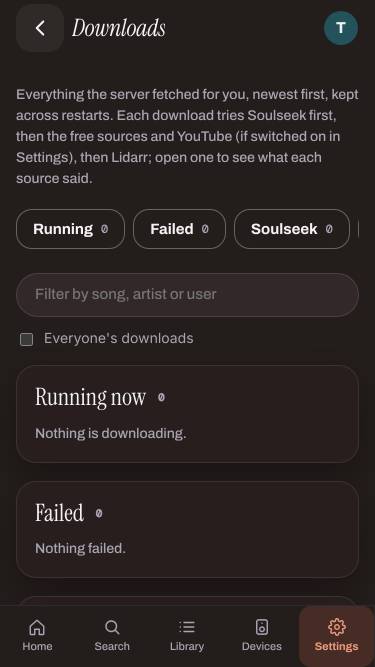 Downloads
T
Everything the server fetched for you, newest first, kept
across restarts. Each download tries Soulseek first,
then the free sources and YouTube (if switched on in
Settings), then Lidarr; open one to see what each
source said.
Running 0
Failed 0
Soulseek 0
Filter by song, artist or user
Everyone's downloads
Running now 0
Nothing is downloading.
Failed 0
Nothing failed.
Home
Search
Library
Devices
Settings